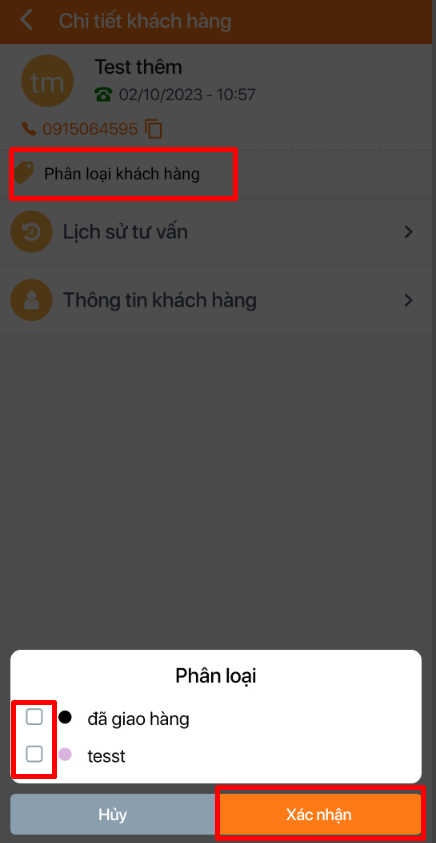 Chi tiết khách hàng
tm
Test thêm
02/10/2023 - 10:57
0915064595
Phân loại khách hàng
Lịch sử tư vấn
Thông tin khách hàng
Phân loại
đã giao hàng
tesst
Hủy Xác nhận